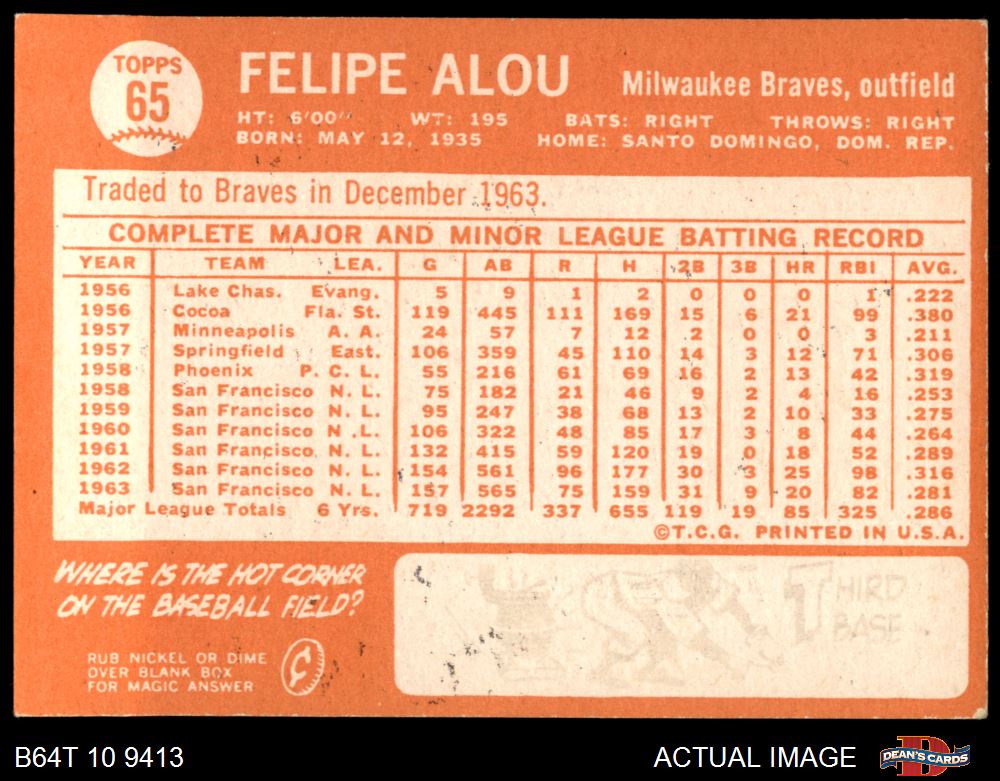 TOPPS
65
FELIPE ALOU
Milwaukee Braves, outfield
HT: 6'00" WT: 195 BATS: RIGHT THROWS: RIGHT
BORN: MAY 12, 1935 HOME: SANTO DOMINGO, DOM. REP.
Traded to Braves in December 1963.
COMPLETE MAJOR AND MINOR LEAGUE BATTING RECORD
YEAR TEAM LEA. G AB R H 2B 3B HR RBI AVG.
1956 Lake Chas. Evang. 5 9 1 2 0 0 0 1 .222
1956 Cocoa Fla. St. 119 445 111 169 15 6 21 99 .380
1957 Minneapolis A. A. 24 57 7 12 2 0 0 3 .211
1957 Springfield East. 106 359 45 110 14 3 12 71 .306
1958 Phoenix P. C. L. 55 216 61 69 16 2 13 42 .319
1958 San Francisco N. L. 75 182 21 46 9 2 4 16 .253
1959 San Francisco N. L. 95 247 38 68 13 2 10 33 .275
1960 San Francisco N .L. 106 322 48 85 17 3 8 44 .264
1961 San Francisco N. L. 132 415 59 120 19 0 18 52 .289
1962 San Francisco N. L. 154 561 96 177 30 3 25 98 .316
1963 San Francisco N. L. 157 565 75 159 31 9 20 82 .281
Major League Totals 6 Yrs. 719 2292 337 655 119 19 85 325 .286
©T.C.G. PRINTED IN U.S.A.
WHERE IS THE HOT CORNER
ON THE BASEBALL FIELD?
RUB NICKEL OR DIME
OVER BLANK BOX
FOR MAGIC ANSWER
THIRD
BASE
B64T 10 9413
ACTUAL IMAGE
DEAN'S CARDS